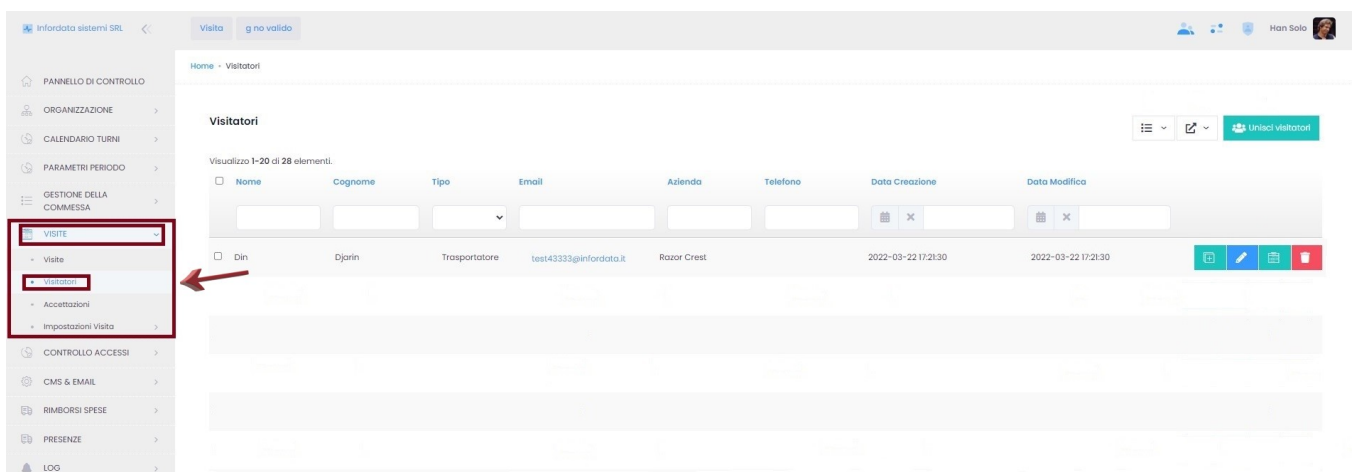 Infordata sistemi SRL
Visita
g no valido
Han Solo
Home - Visitatori
PANNELLO DI CONTROLLO
ORGANIZZAZIONE
CALENDARIO TURNI
PARAMETRI PERIODO
GESTIONE DELLA
COMMESSA
VISITE
Visite
Visitatori
Accettazioni
Impostazioni Visita
CONTROLLO ACCESSI
CMS & EMAIL
RIMBORSI SPESE
PRESENZE
LOG
Visitatori
Unisci visitatori
Visualizzo 1-20 di 28 elementi.
Nome Cognome Tipo Email Azienda Telefono Data Creazione Data Modifica
Din Djarin Trasportatore test43333@infordata.it Razor Crest 2022-03-22 17:21:30 2022-03-22 17:21:30